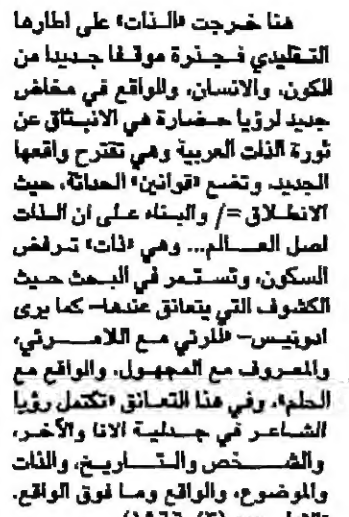 هنا خرجت «الذات» على اطارها
التقليدي فجذرة موقفا جديدا من
الكون، والانسان، والواقع في مخاض
جديد لرؤيا حضارة هي الانبثاق عن
ثورة الذات العربية وهي تقترح واقعها
الجديد، وتضع «قوانين» الحداثة، حيث
الانطلاق =/ والبناء على ان الذات
اصل العالم... وهي «ذات» ترفض
السكون، وتستمر في البحث حيث
الكشوف التي يتعانق عندها– كما يرى
ادونيس– «المرئي مع اللامرئي،
والمعروف مع المجهول، والواقع مع
الحلم»، وفي هذا التعانق «تكتمل رؤيا
الشاعر في جدلية الانا والآخر،
والشخص والتاريخ، والذات
والموضوع، والواقع وما فوق الواقع.